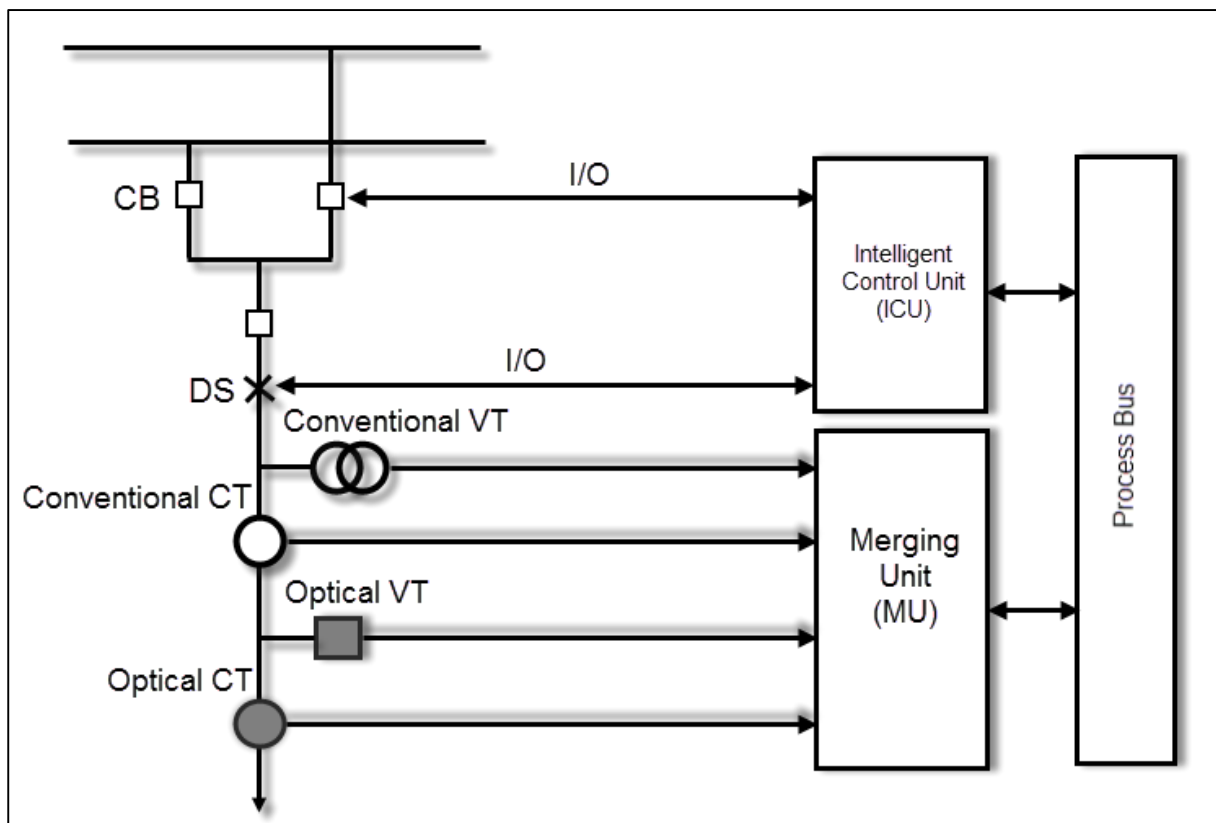 I/O
CB
Intelligent
Control Unit
(ICU)
I/O
DS
Conventional VT
Conventional CT
Merging
Unit
(MU)
Optical VT
Optical CT
Process Bus